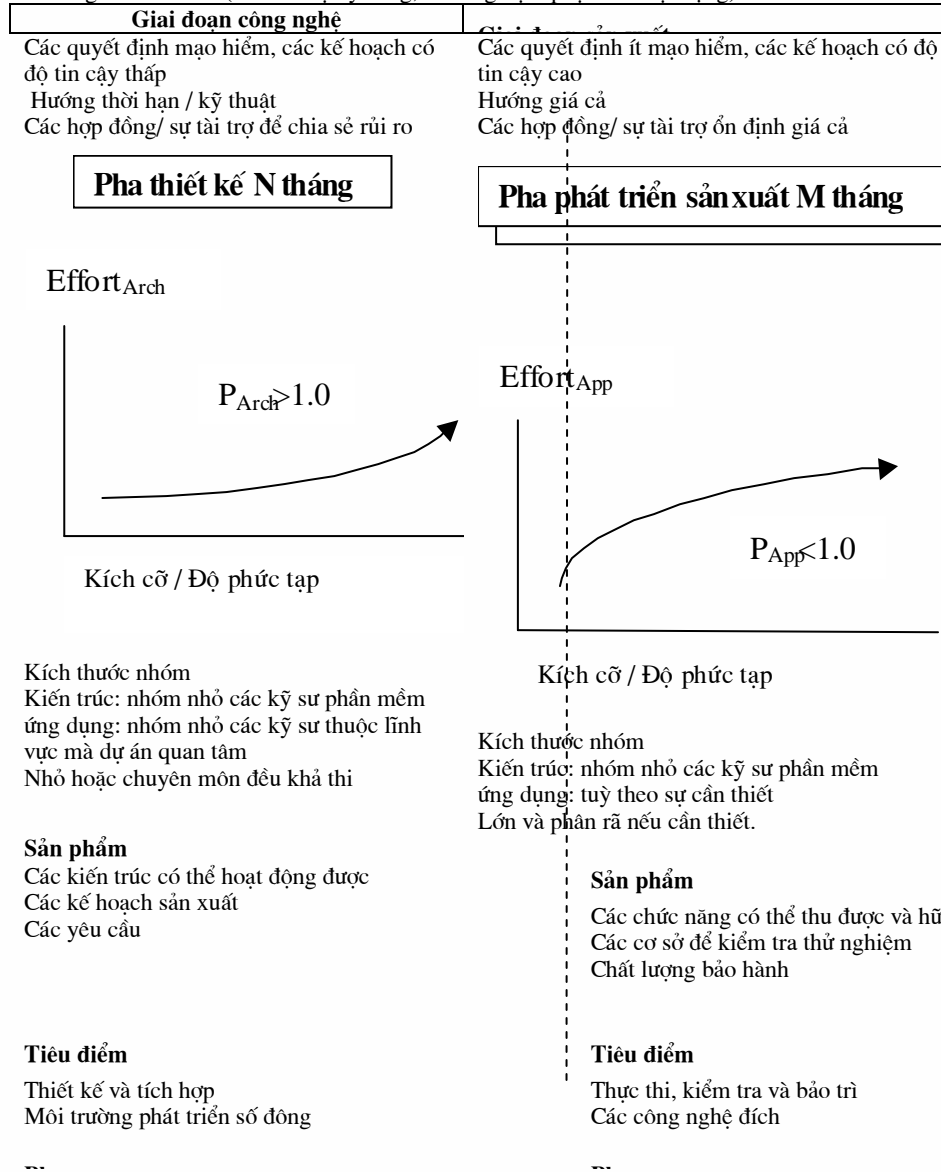 Giai đoạn công nghệ
Các quyết định mạo hiểm, các kế hoạch có
độ tin cậy thấp
Hướng thời hạn / kỹ thuật
Các hợp đồng/ sự tài trợ để chia sẻ rủi ro
Pha thiết kế N tháng
Effort Arch
P Arch >1.0
Kích cỡ / Độ phức tạp
Kích thước nhóm
Kiến trúc: nhóm nhỏ các kỹ sư phần mềm
ứng dụng: nhóm nhỏ các kỹ sư thuộc lĩnh
vực mà dự án quan tâm
Nhỏ hoặc chuyên môn đều khả thi
Sản phẩm
Các kiến trúc có thể hoạt động được
Các kế hoạch sản xuất
Các yêu cầu
Tiêu điểm
Thiết kế và tích hợp
Môi trường phát triển số đông
Các quyết định ít mạo hiểm, các kế hoạch có độ
tin cậy cao
Hướng giá cả
Các hợp đồng/ sự tài trợ ổn định giá cả
Pha phát triển sản xuất M tháng
Effort App
P App <1.0
Kích cỡ / Độ phức tạp
Kích thước nhóm
Kiến trúc: nhóm nhỏ các kỹ sư phần mềm
ứng dụng: tuỳ theo sự cần thiết
Lớn và phân rã nếu cần thiết.
Sản phẩm
Các chức năng có thể thu được và hữ
Các cơ sở để kiểm tra thử nghiệm
Chất lượng bảo hành
Tiêu điểm
Thực thi, kiểm tra và bảo trì
Các công nghệ đích